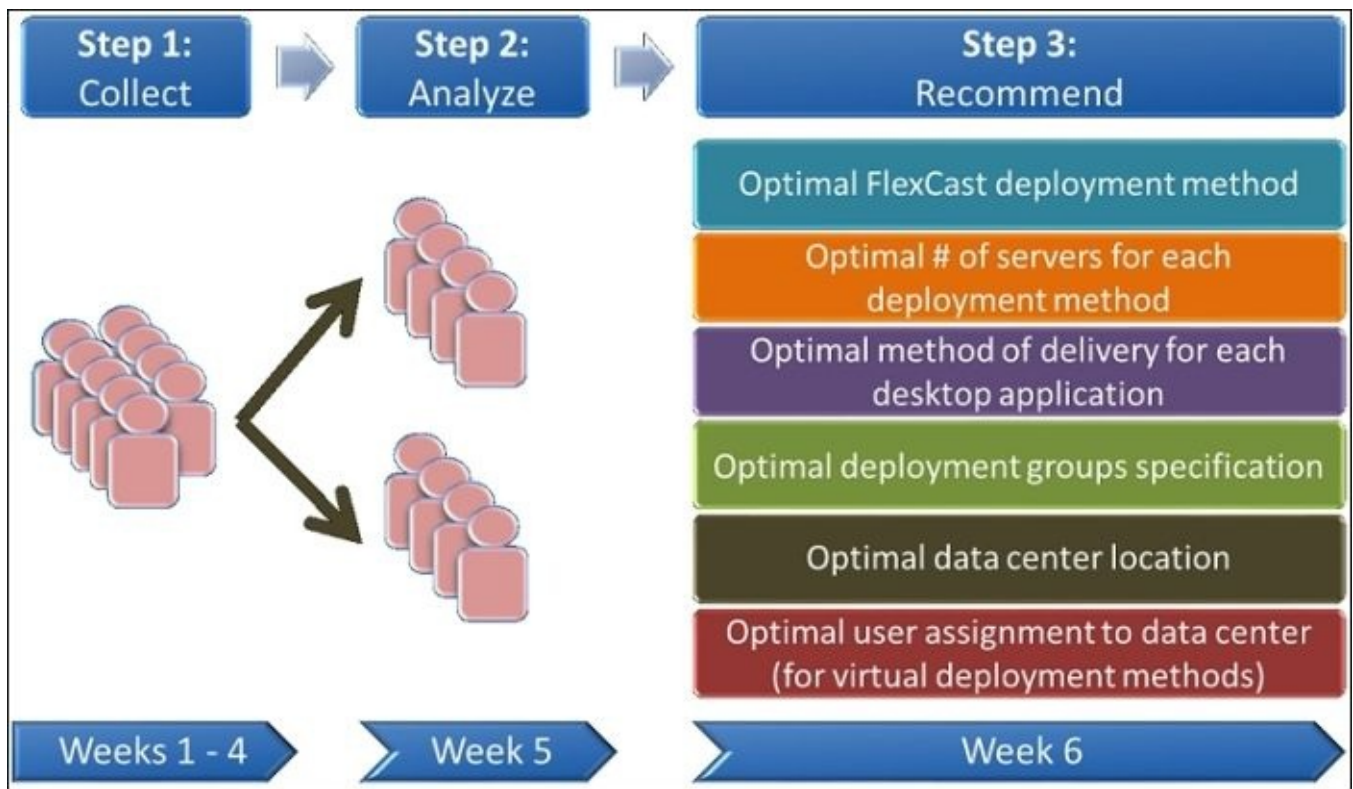 Step 1:
Collect
Step 2:
Analyze
Step 3:
Recommend
Optimal FlexCast deployment method
Optimal # of servers for each
deployment method
Optimal method of delivery for each
desktop application
Optimal deployment groups specification
Optimal data center location
Optimal user assignment to data center
(for virtual deployment methods)
Weeks 1 - 4
Week 5
Week 6